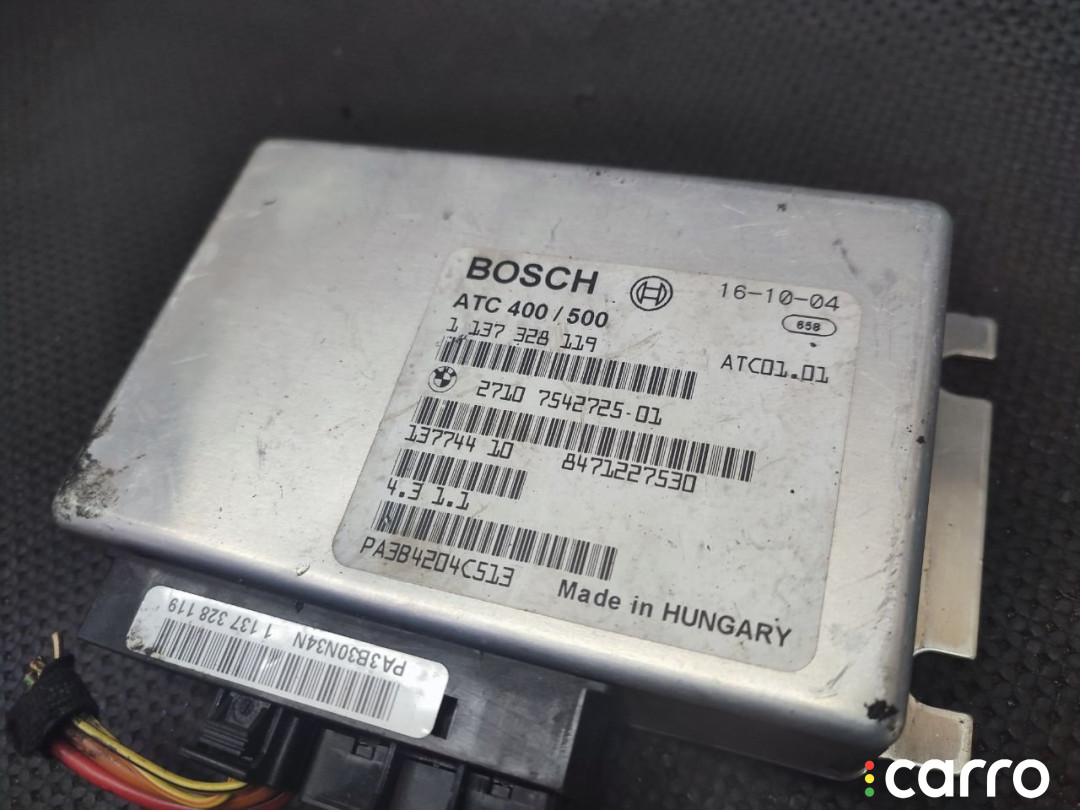 BOSCH
16-10-04
ATC 400 / 500
658
1 137 328 119
ATC01.01
2710 7542725-01
137744 10 8471227530
4.3 1.1
PA3B4204C513
Made in HUNGARY
PA3B30N34N 1 137 328 119
carro